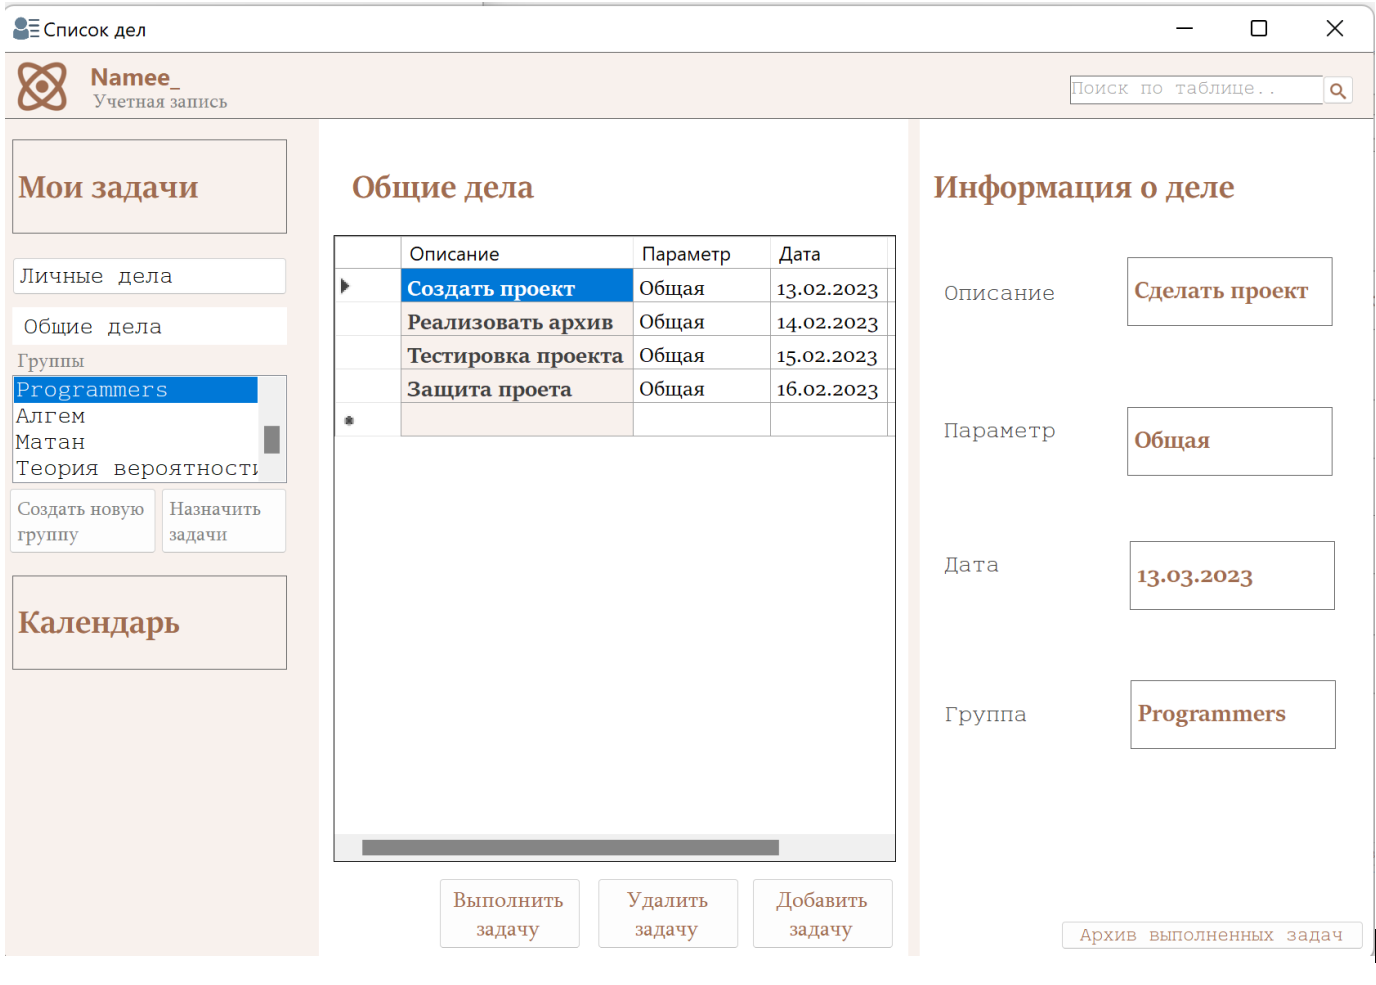 Список дел
Namee_
Учетная запись
Поиск по таблице..
Мои задачи
Личные дела
Общие дела
Группы
Programmers
Алгем
Матан
Теория вероятности
Создать новую
группу
Назначить
задачи
Календарь
Общие дела
Описание Параметр Дата
Создать проект Общая 13.02.2023
Реализовать архив Общая 14.02.2023
Тестировка проекта Общая 15.02.2023
Защита проета Общая 16.02.2023
Выполнить
задачу
Удалить
задачу
Добавить
задачу
Информация о деле
Описание Сделать проект
Параметр Общая
Дата 13.03.2023
Группа Programmers
Архив выполненных задач